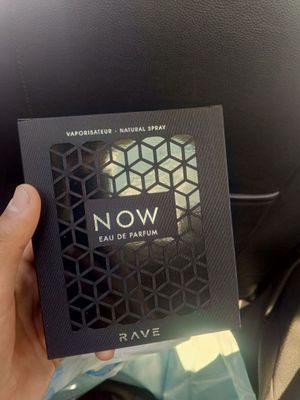 VAPORISATEUR - NATURAL SPRAY
NOW
EAU DE PARFUM
RAVE